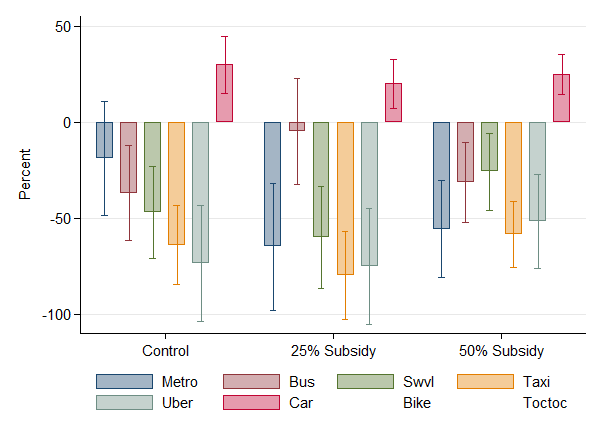 50
0
-50
-100
Percent
Control 25% Subsidy 50% Subsidy
Metro Bus Swvl Taxi
Uber Car Bike Toctoc